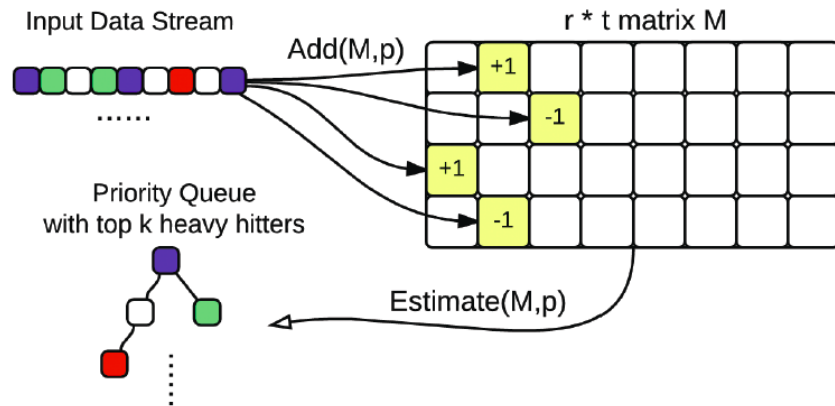 Input Data Stream
......
Add(M,p)
r * t matrix M
+1
-1
+1
-1
Priority Queue
with top k heavy hitters
Estimate(M,p)